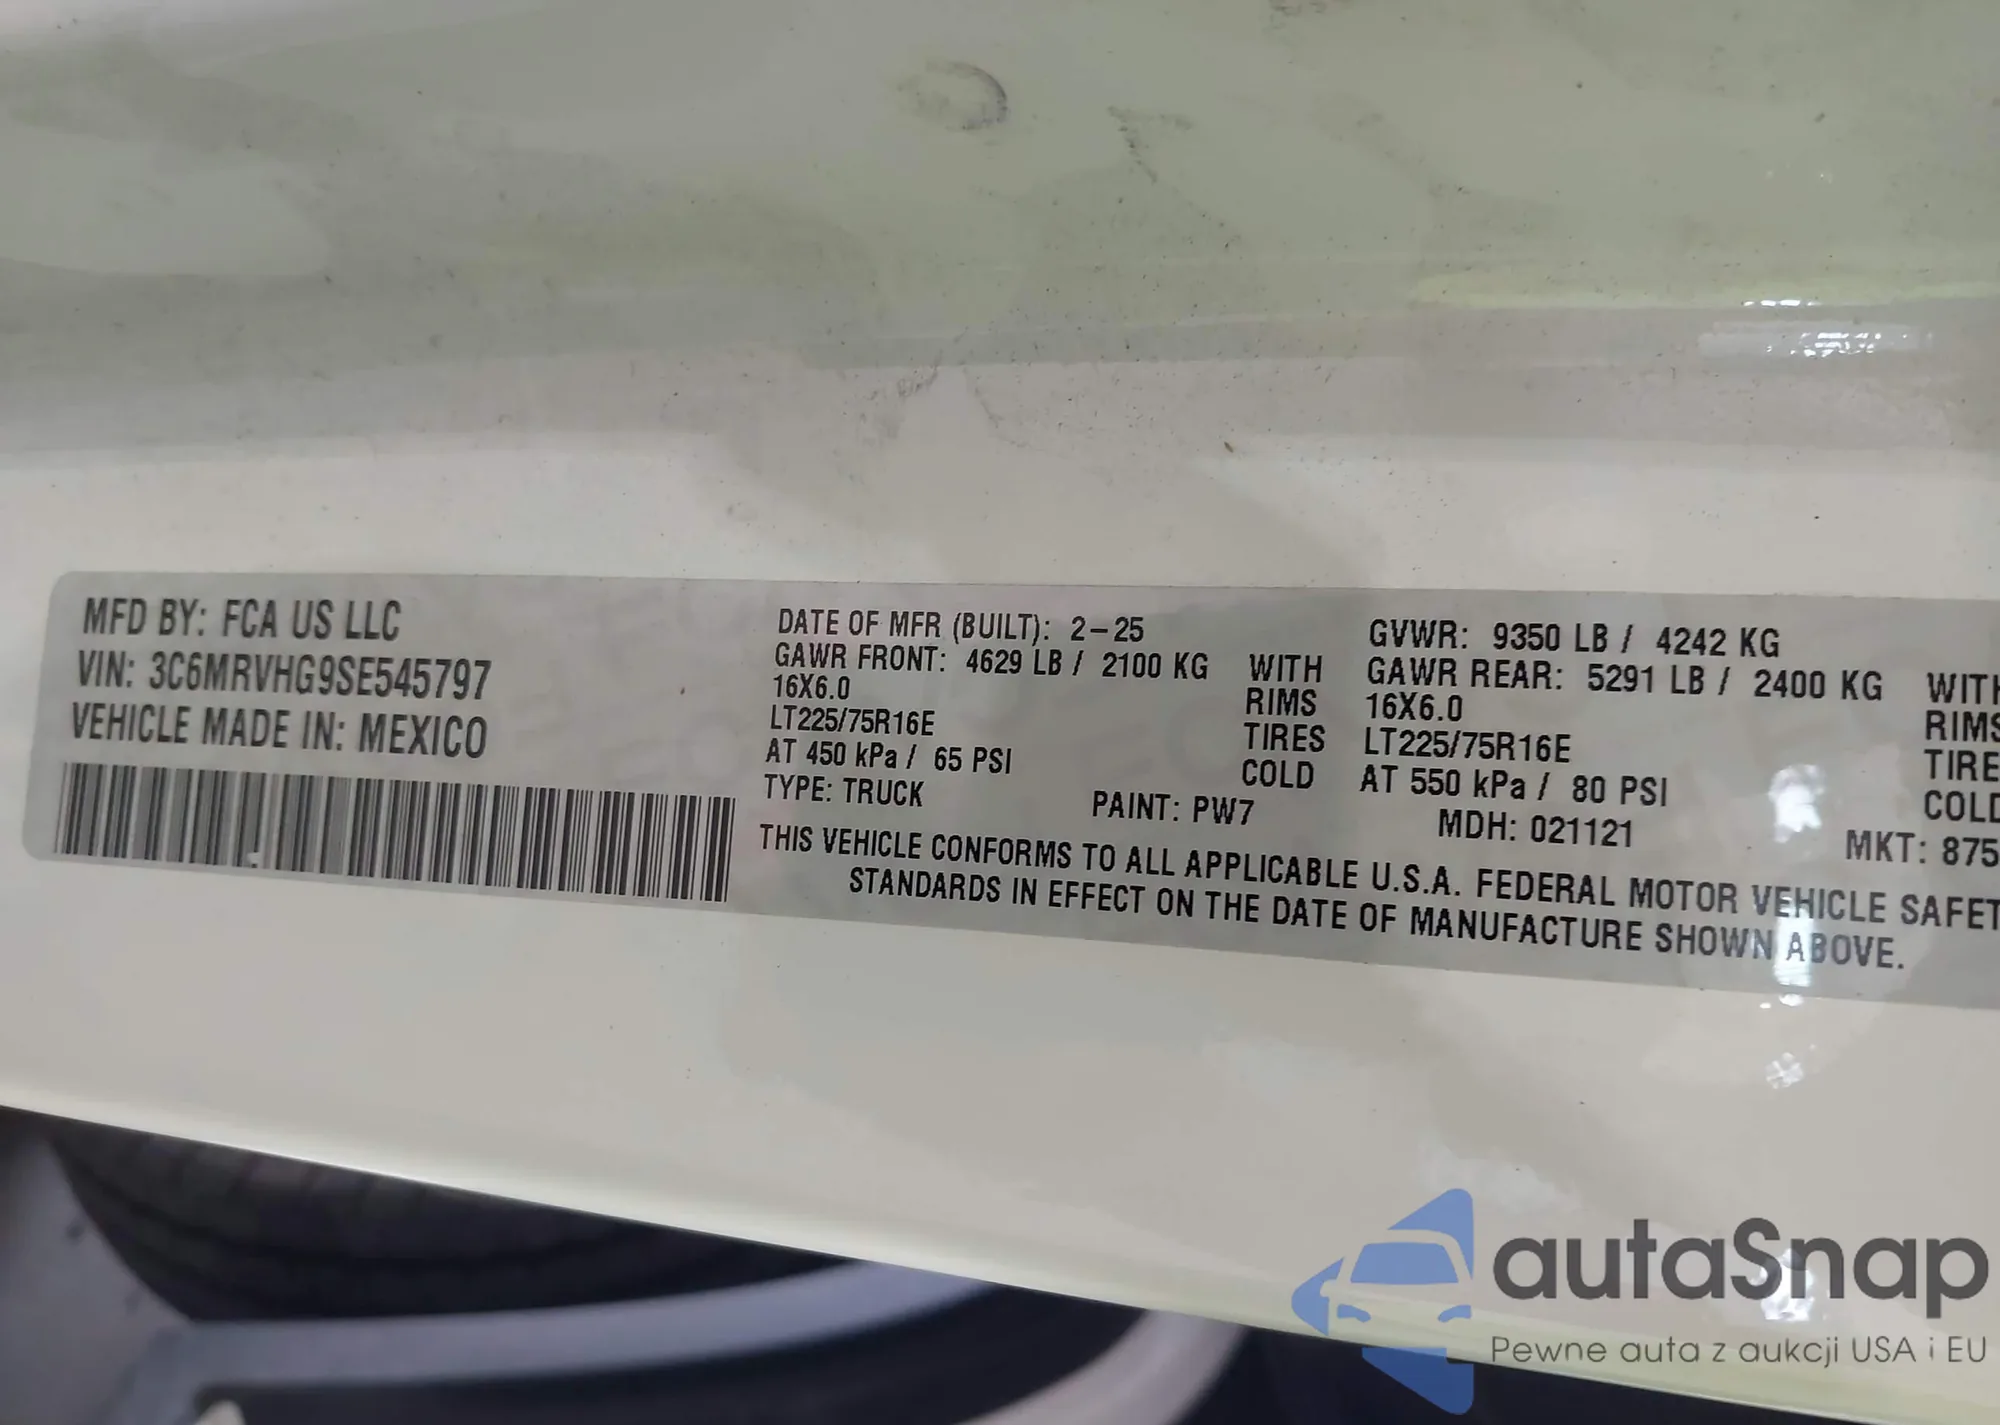 MFD BY: FCA US LLC
VIN: 3C6MRVHG9SE545797
VEHICLE MADE IN: MEXICO
DATE OF MFR (BUILT): 2-25
GVWR: 9350 LB / 4242 KG
GAWR FRONT: 4629 LB / 2100 KG WITH
16X6.0 RIMS
LT225/75R16E TIRES
AT 450 kPa / 65 PSI COLD
GAWR REAR: 5291 LB / 2400 KG WITH
16X6.0 RIMS
LT225/75R16E TIRE
AT 550 kPa / 80 PSI COLD
TYPE: TRUCK PAINT: PW7 MDH: 021121 MKT: 875
THIS VEHICLE CONFORMS TO ALL APPLICABLE U.S.A. FEDERAL MOTOR VEHICLE SAFET
STANDARDS IN EFFECT ON THE DATE OF MANUFACTURE SHOWN ABOVE.
autaSnap
Pewne auta z aukcji USA i EU